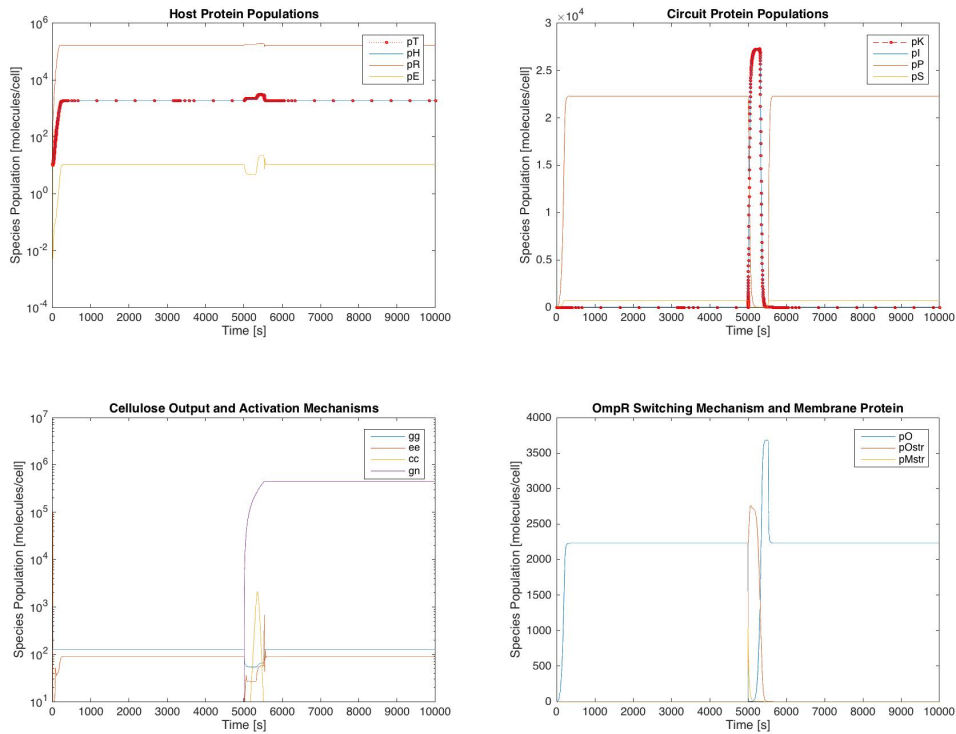 Host Protein Populations
Species Population [molecules/cell]
10^6
10^4
10^2
10^0
10^-2
10^-4
pT
pH
pR
pE
0 1000 2000 3000 4000 5000 6000 7000 8000 9000 10000
Time [s]
Circuit Protein Populations
×10^4
Species Population [molecules/cell]
3
2.5
2
1.5
1
0.5
0
pK
pI
pP
pS
0 1000 2000 3000 4000 5000 6000 7000 8000 9000 10000
Time [s]
Cellulose Output and Activation Mechanisms
Species Population [molecules/cell]
10^7
10^6
10^5
10^4
10^3
10^2
10^1
gg
ee
cc
gn
0 1000 2000 3000 4000 5000 6000 7000 8000 9000 10000
Time [s]
OmpR Switching Mechanism and Membrane Protein
Species Population [molecules/cell]
4000
3500
3000
2500
2000
1500
1000
500
0
pO
pOstr
pMstr
0 1000 2000 3000 4000 5000 6000 7000 8000 9000 10000
Time [s]